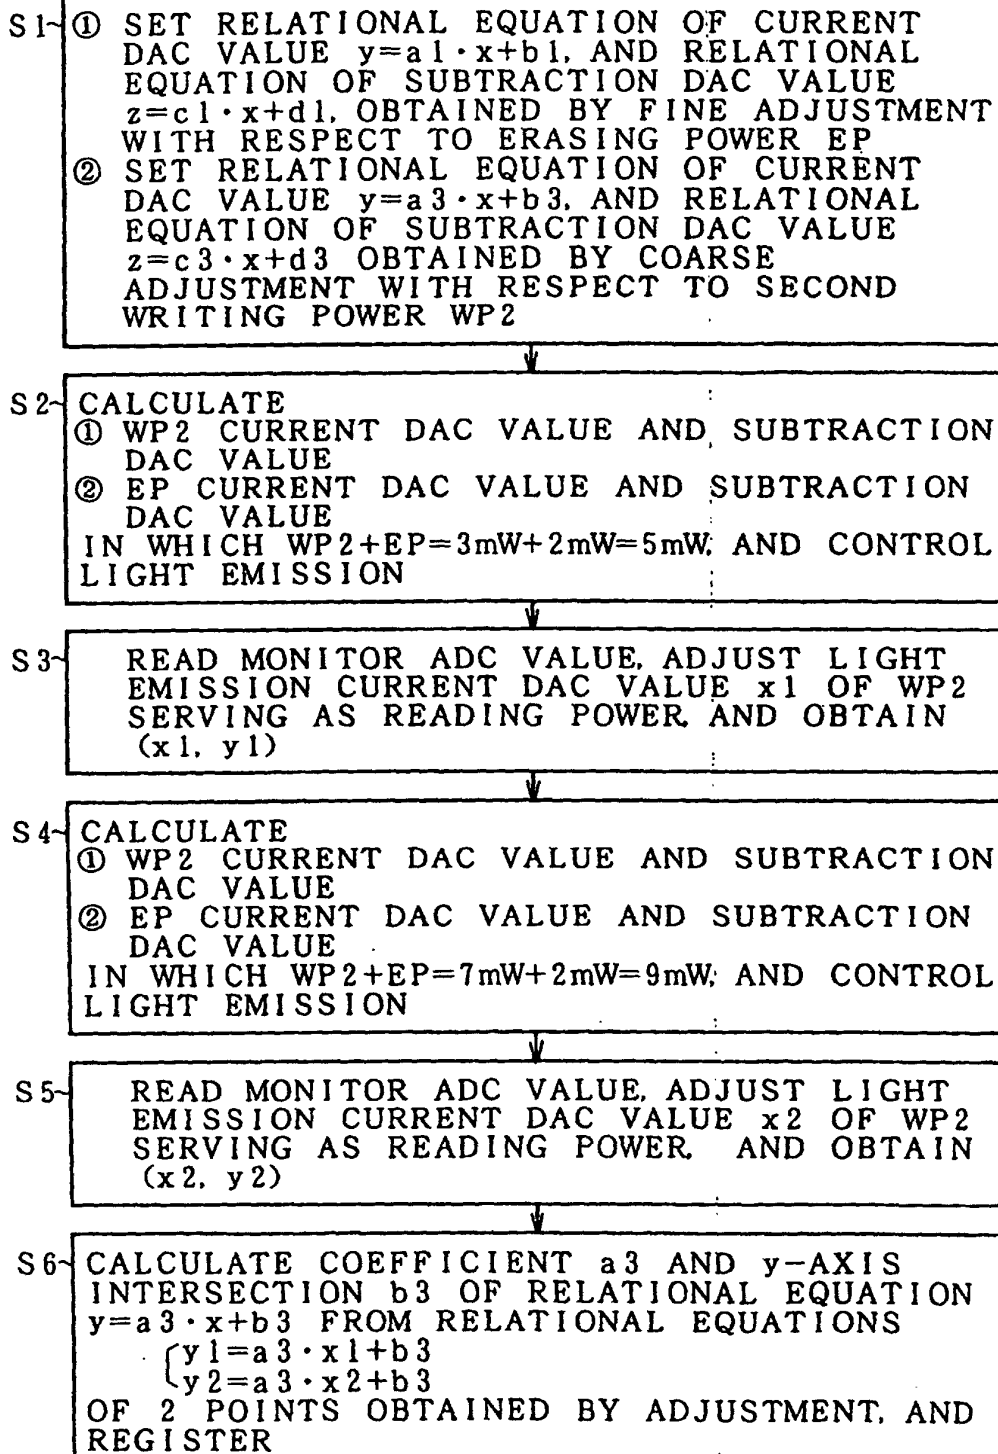 S1~ ① SET RELATIONAL EQUATION OF CURRENT
DAC VALUE y=a1・x+b1, AND RELATIONAL
EQUATION OF SUBTRACTION DAC VALUE
z=c1・x+d1, OBTAINED BY FINE ADJUSTMENT
WITH RESPECT TO ERASING POWER EP
② SET RELATIONAL EQUATION OF CURRENT
DAC VALUE y=a3・x+b3, AND RELATIONAL
EQUATION OF SUBTRACTION DAC VALUE
z=c3・x+d3 OBTAINED BY COARSE
ADJUSTMENT WITH RESPECT TO SECOND
WRITING POWER WP2
S2~ CALCULATE
① WP2 CURRENT DAC VALUE AND SUBTRACTION
DAC VALUE
② EP CURRENT DAC VALUE AND SUBTRACTION
DAC VALUE
IN WHICH WP2+EP=3mW+2mW=5mW, AND CONTROL
LIGHT EMISSION
S3~ READ MONITOR ADC VALUE, ADJUST LIGHT
EMISSION CURRENT DAC VALUE x1 OF WP2
SERVING AS READING POWER, AND OBTAIN
(x1, y1)
S4~ CALCULATE
① WP2 CURRENT DAC VALUE AND SUBTRACTION
DAC VALUE
② EP CURRENT DAC VALUE AND SUBTRACTION
DAC VALUE
IN WHICH WP2+EP=7mW+2mW=9mW, AND CONTROL
LIGHT EMISSION
S5~ READ MONITOR ADC VALUE, ADJUST LIGHT
EMISSION CURRENT DAC VALUE x2 OF WP2
SERVING AS READING POWER, AND OBTAIN
(x2, y2)
S6~ CALCULATE COEFFICIENT a3 AND y-AXIS
INTERSECTION b3 OF RELATIONAL EQUATION
y=a3・x+b3 FROM RELATIONAL EQUATIONS
y1=a3・x1+b3
y2=a3・x2+b3
OF 2 POINTS OBTAINED BY ADJUSTMENT, AND
REGISTER